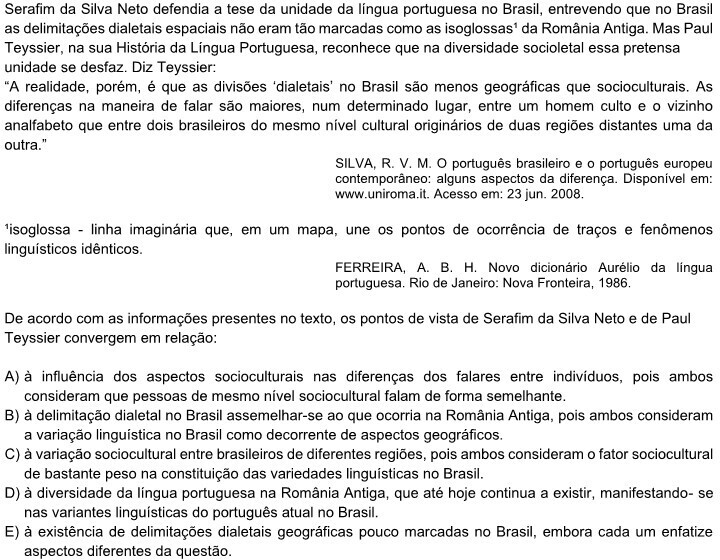 Serafim da Silva Neto defendia a tese da unidade da língua portuguesa no Brasil, entrevendo que no Brasil
as delimitações dialetais espaciais não eram tão marcadas como as isoglossas¹ da România Antiga. Mas Paul
Teyssier, na sua História da Língua Portuguesa, reconhece que na diversidade socioletal essa pretensa
unidade se desfaz. Diz Teyssier:
“A realidade, porém, é que as divisões ‘dialetais’ no Brasil são menos geográficas que socioculturais. As
diferenças na maneira de falar são maiores, num determinado lugar, entre um homem culto e o vizinho
analfabeto que entre dois brasileiros do mesmo nível cultural originários de duas regiões distantes uma da
outra.”
SILVA, R. V. M. O português brasileiro e o português europeu
contemporâneo: alguns aspectos da diferença. Disponível em:
www.uniroma.it. Acesso em: 23 jun. 2008.
¹isoglossa - linha imaginária que, em um mapa, une os pontos de ocorrência de traços e fenômenos
linguísticos idênticos.
FERREIRA, A. B. H. Novo dicionário Aurélio da língua
portuguesa. Rio de Janeiro: Nova Fronteira, 1986.
De acordo com as informações presentes no texto, os pontos de vista de Serafim da Silva Neto e de Paul
Teyssier convergem em relação:
A) à influência dos aspectos socioculturais nas diferenças dos falares entre indivíduos, pois ambos
consideram que pessoas de mesmo nível sociocultural falam de forma semelhante.
B) à delimitação dialetal no Brasil assemelhar-se ao que ocorria na România Antiga, pois ambos consideram
a variação linguística no Brasil como decorrente de aspectos geográficos.
C) à variação sociocultural entre brasileiros de diferentes regiões, pois ambos consideram o fator sociocultural
de bastante peso na constituição das variedades linguísticas no Brasil.
D) à diversidade da língua portuguesa na România Antiga, que até hoje continua a existir, manifestando- se
nas variantes linguísticas do português atual no Brasil.
E) à existência de delimitações dialetais geográficas pouco marcadas no Brasil, embora cada um enfatize
aspectos diferentes da questão.